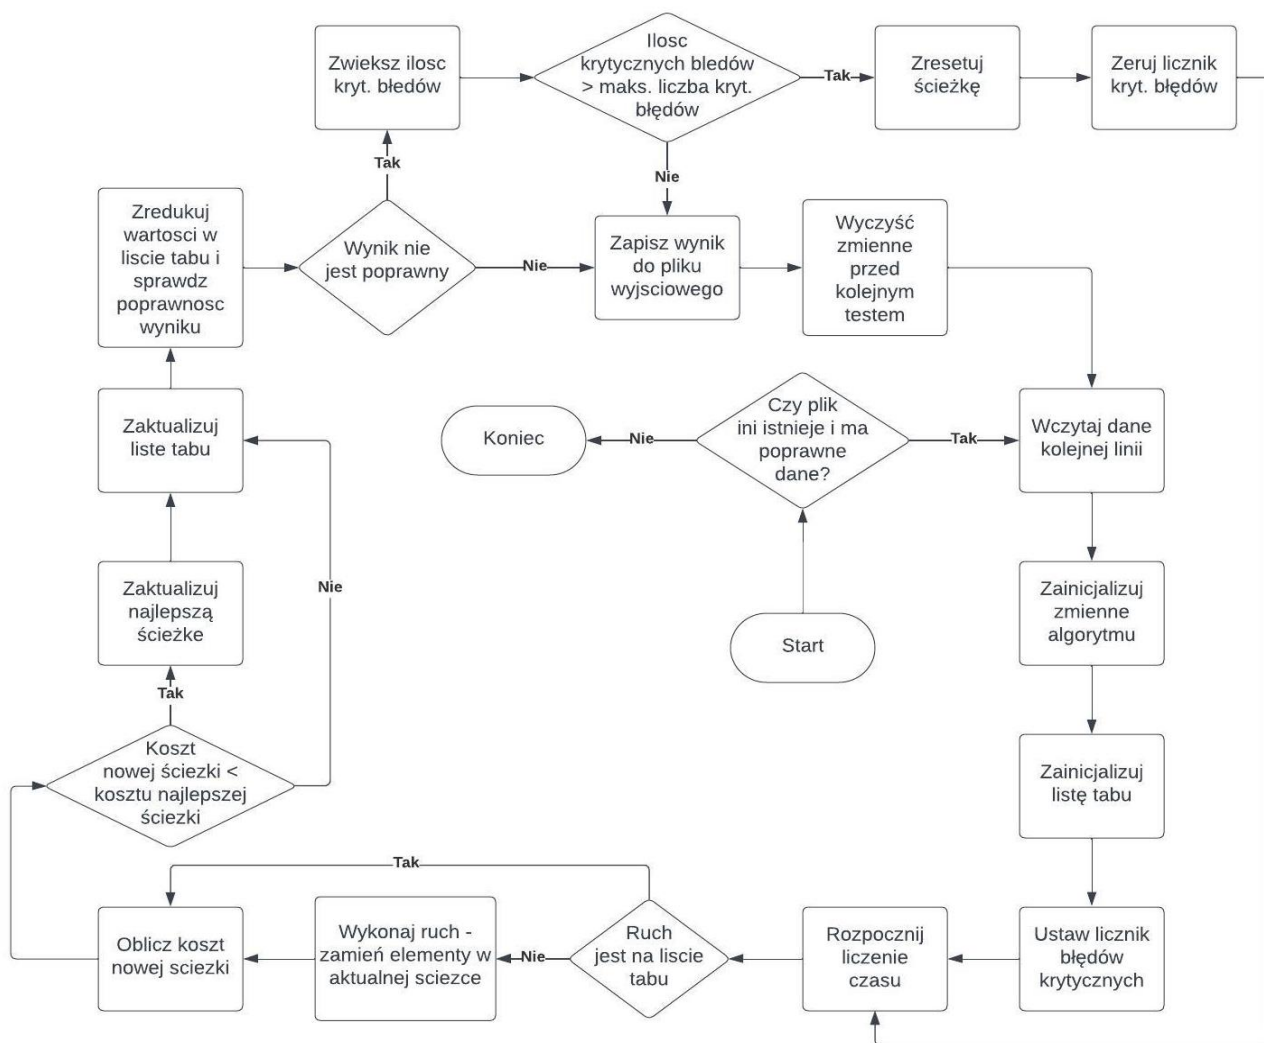 Zwieksz ilosc
kryt. błedów
Ilosc
krytycznych bledów
> maks. liczba kryt.
błędów
Tak
Zresetuj
ścieżkę
Zeruj licznik
kryt. błędów
Tak
Nie
Zredukuj
wartosci w
liscie tabu i
sprawdz
poprawnosc
wyniku
Wynik nie
jest poprawny
Nie
Zapisz wynik
do pliku
wyjsciowego
Wyczyść
zmienne
przed
kolejnym
testem
Zaktualizuj
liste tabu
Koniec
Nie
Czy plik
ini istnieje i ma
poprawne
dane?
Tak
Wczytaj dane
kolejnej linii
Zaktualizuj
najlepszą
ścieżke
Nie
Start
Zainicjalizuj
zmienne
algorytmu
Tak
Koszt
nowej ściezki <
kosztu najlepszej
ściezki
Zainicjalizuj
listę tabu
Tak
Oblicz koszt
nowej sciezki
Wykonaj ruch -
zamień elementy w
aktualnej sciezce
Nie
Ruch
jest na liscie
tabu
Rozpocznij
liczenie
czasu
Ustaw licznik
błędów
krytycznych